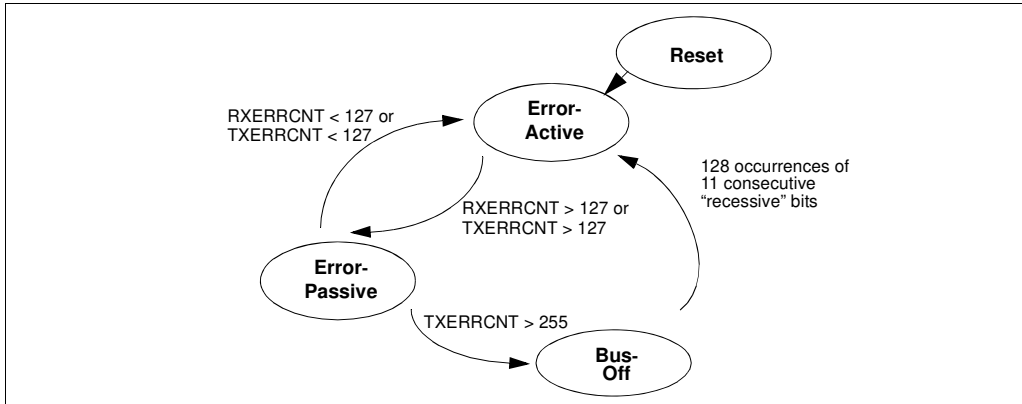 Reset
Error-
Active
RXERRCNT < 127 or
TXERRCNT < 127
128 occurrences of
11 consecutive
“recessive” bits
RXERRCNT > 127 or
TXERRCNT > 127
Error-
Passive
TXERRCNT > 255
Bus-
Off